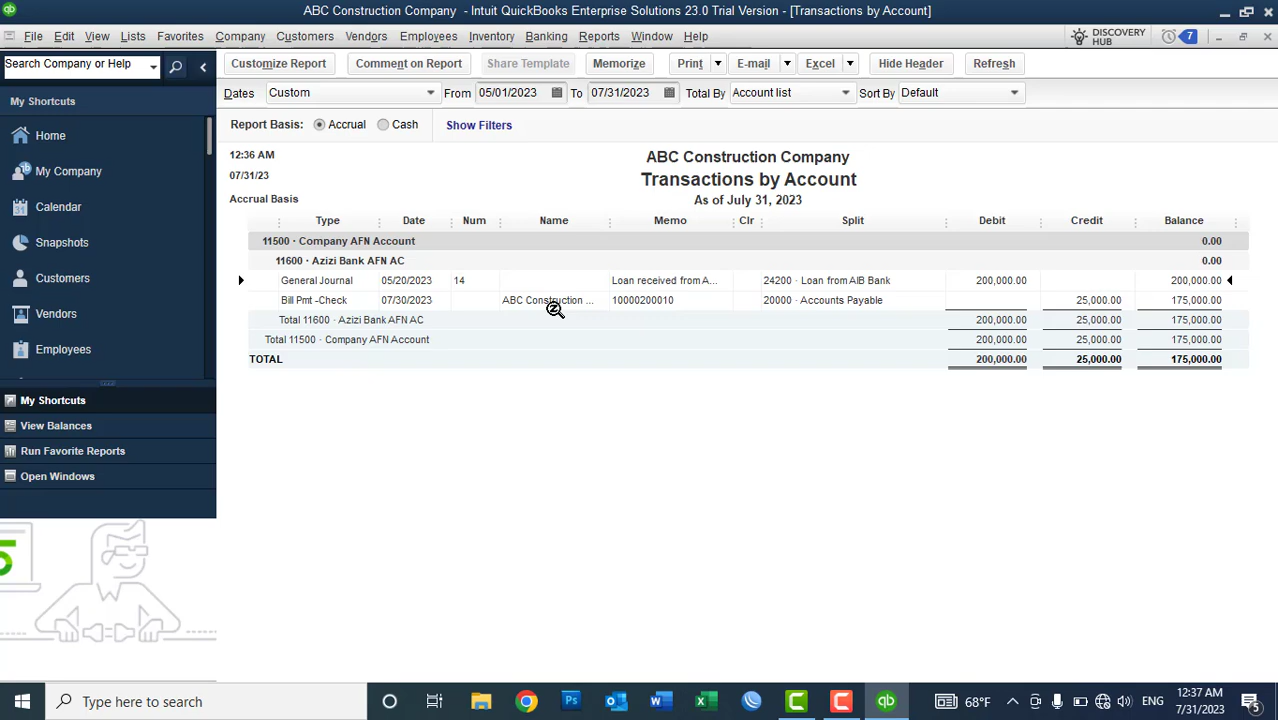 ABC Construction Company - Intuit QuickBooks Enterprise Solutions 23.0 Trial Version - [Transactions by Account]
File Edit View Lists Favorites Company Customers Vendors Employees Inventory Banking Reports Window Help DISCOVERY HUB 7
Search Company or Help
Customize Report Comment on Report Share Template Memorize Print E-mail Excel Hide Header Refresh
My Shortcuts
Dates Custom From 05/01/2023 To 07/31/2023 Total By Account list Sort By Default
Report Basis: Accrual Cash Show Filters
Home
My Company
Calendar
Snapshots
Customers
Vendors
Employees
My Shortcuts
View Balances
Run Favorite Reports
Open Windows
12:36 AM
07/31/23
Accrual Basis
ABC Construction Company
Transactions by Account
As of July 31, 2023
Type Date Num Name Memo Clr Split Debit Credit Balance
11500 · Company AFN Account 0.00
11600 · Azizi Bank AFN AC 0.00
General Journal 05/20/2023 14 Loan received from A... 24200 · Loan from AIB Bank 200,000.00 200,000.00
Bill Pmt -Check 07/30/2023 ABC Construction ... 10000200010 20000 · Accounts Payable 25,000.00 175,000.00
Total 11600 · Azizi Bank AFN AC 200,000.00 25,000.00 175,000.00
Total 11500 · Company AFN Account 200,000.00 25,000.00 175,000.00
TOTAL 200,000.00 25,000.00 175,000.00
5
Type here to search
68°F ENG 12:37 AM
7/31/2023 5